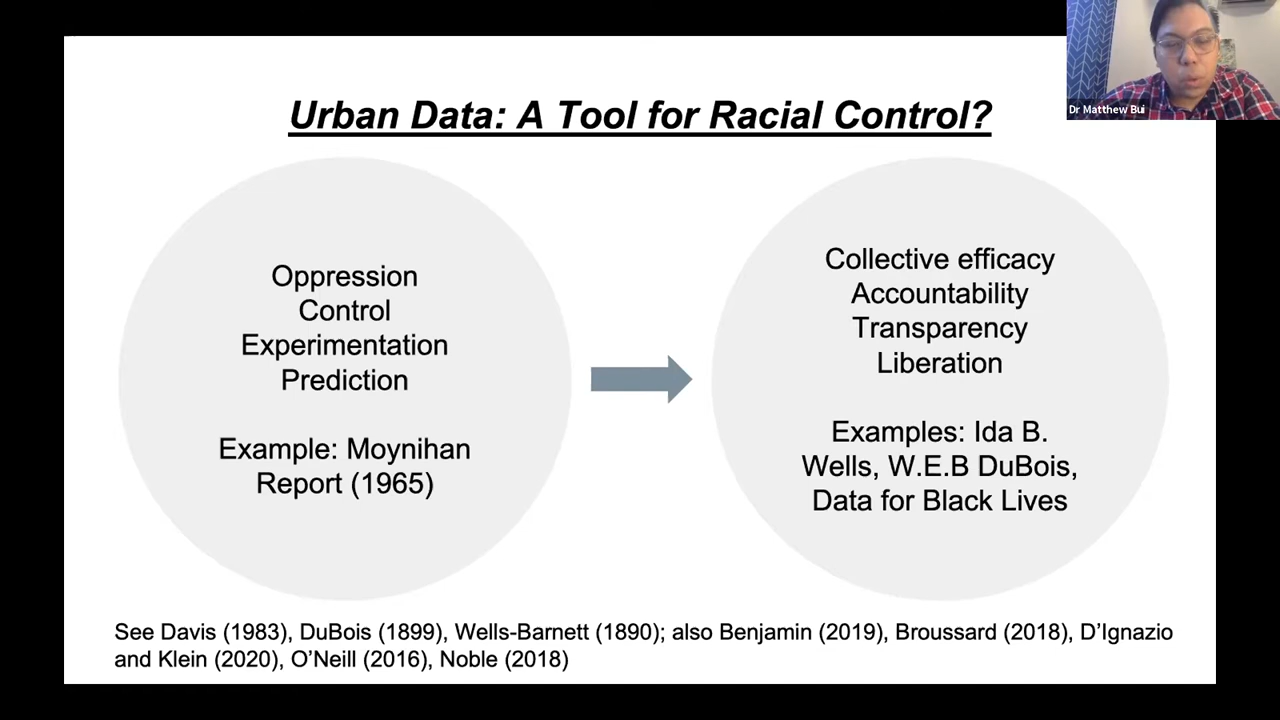 Urban Data: A Tool for Racial Control?
Dr Matthew Bui
Oppression
Control
Experimentation
Prediction
Example: Moynihan
Report (1965)
Collective efficacy
Accountability
Transparency
Liberation
Examples: Ida B.
Wells, W.E.B DuBois,
Data for Black Lives
See Davis (1983), DuBois (1899), Wells-Barnett (1890); also Benjamin (2019), Broussard (2018), D’Ignazio
and Klein (2020), O’Neill (2016), Noble (2018)